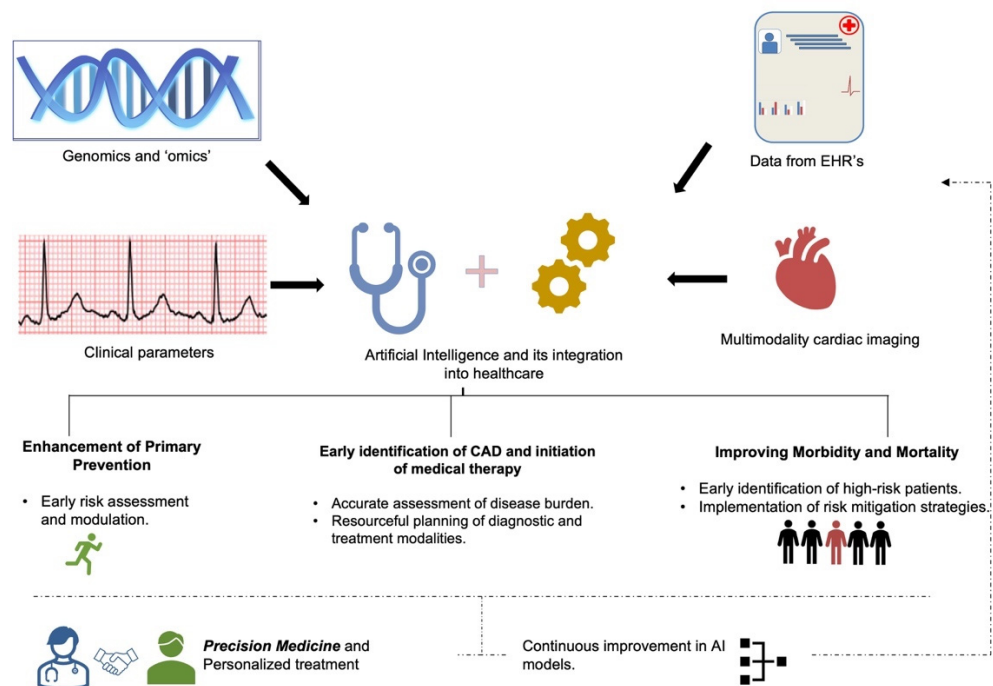 Genomics and 'omics'
Data from EHR's
Clinical parameters
Multimodality cardiac imaging
Artificial Intelligence and its integration
into healthcare
Enhancement of Primary
Prevention
• Early risk assessment
and modulation.
Early identification of CAD and initiation
of medical therapy
• Accurate assessment of disease burden.
• Resourceful planning of diagnostic and
treatment modalities.
Improving Morbidity and Mortality
• Early identification of high-risk patients.
• Implementation of risk mitigation strategies.
Precision Medicine and
Personalized treatment
Continuous improvement in AI
models.